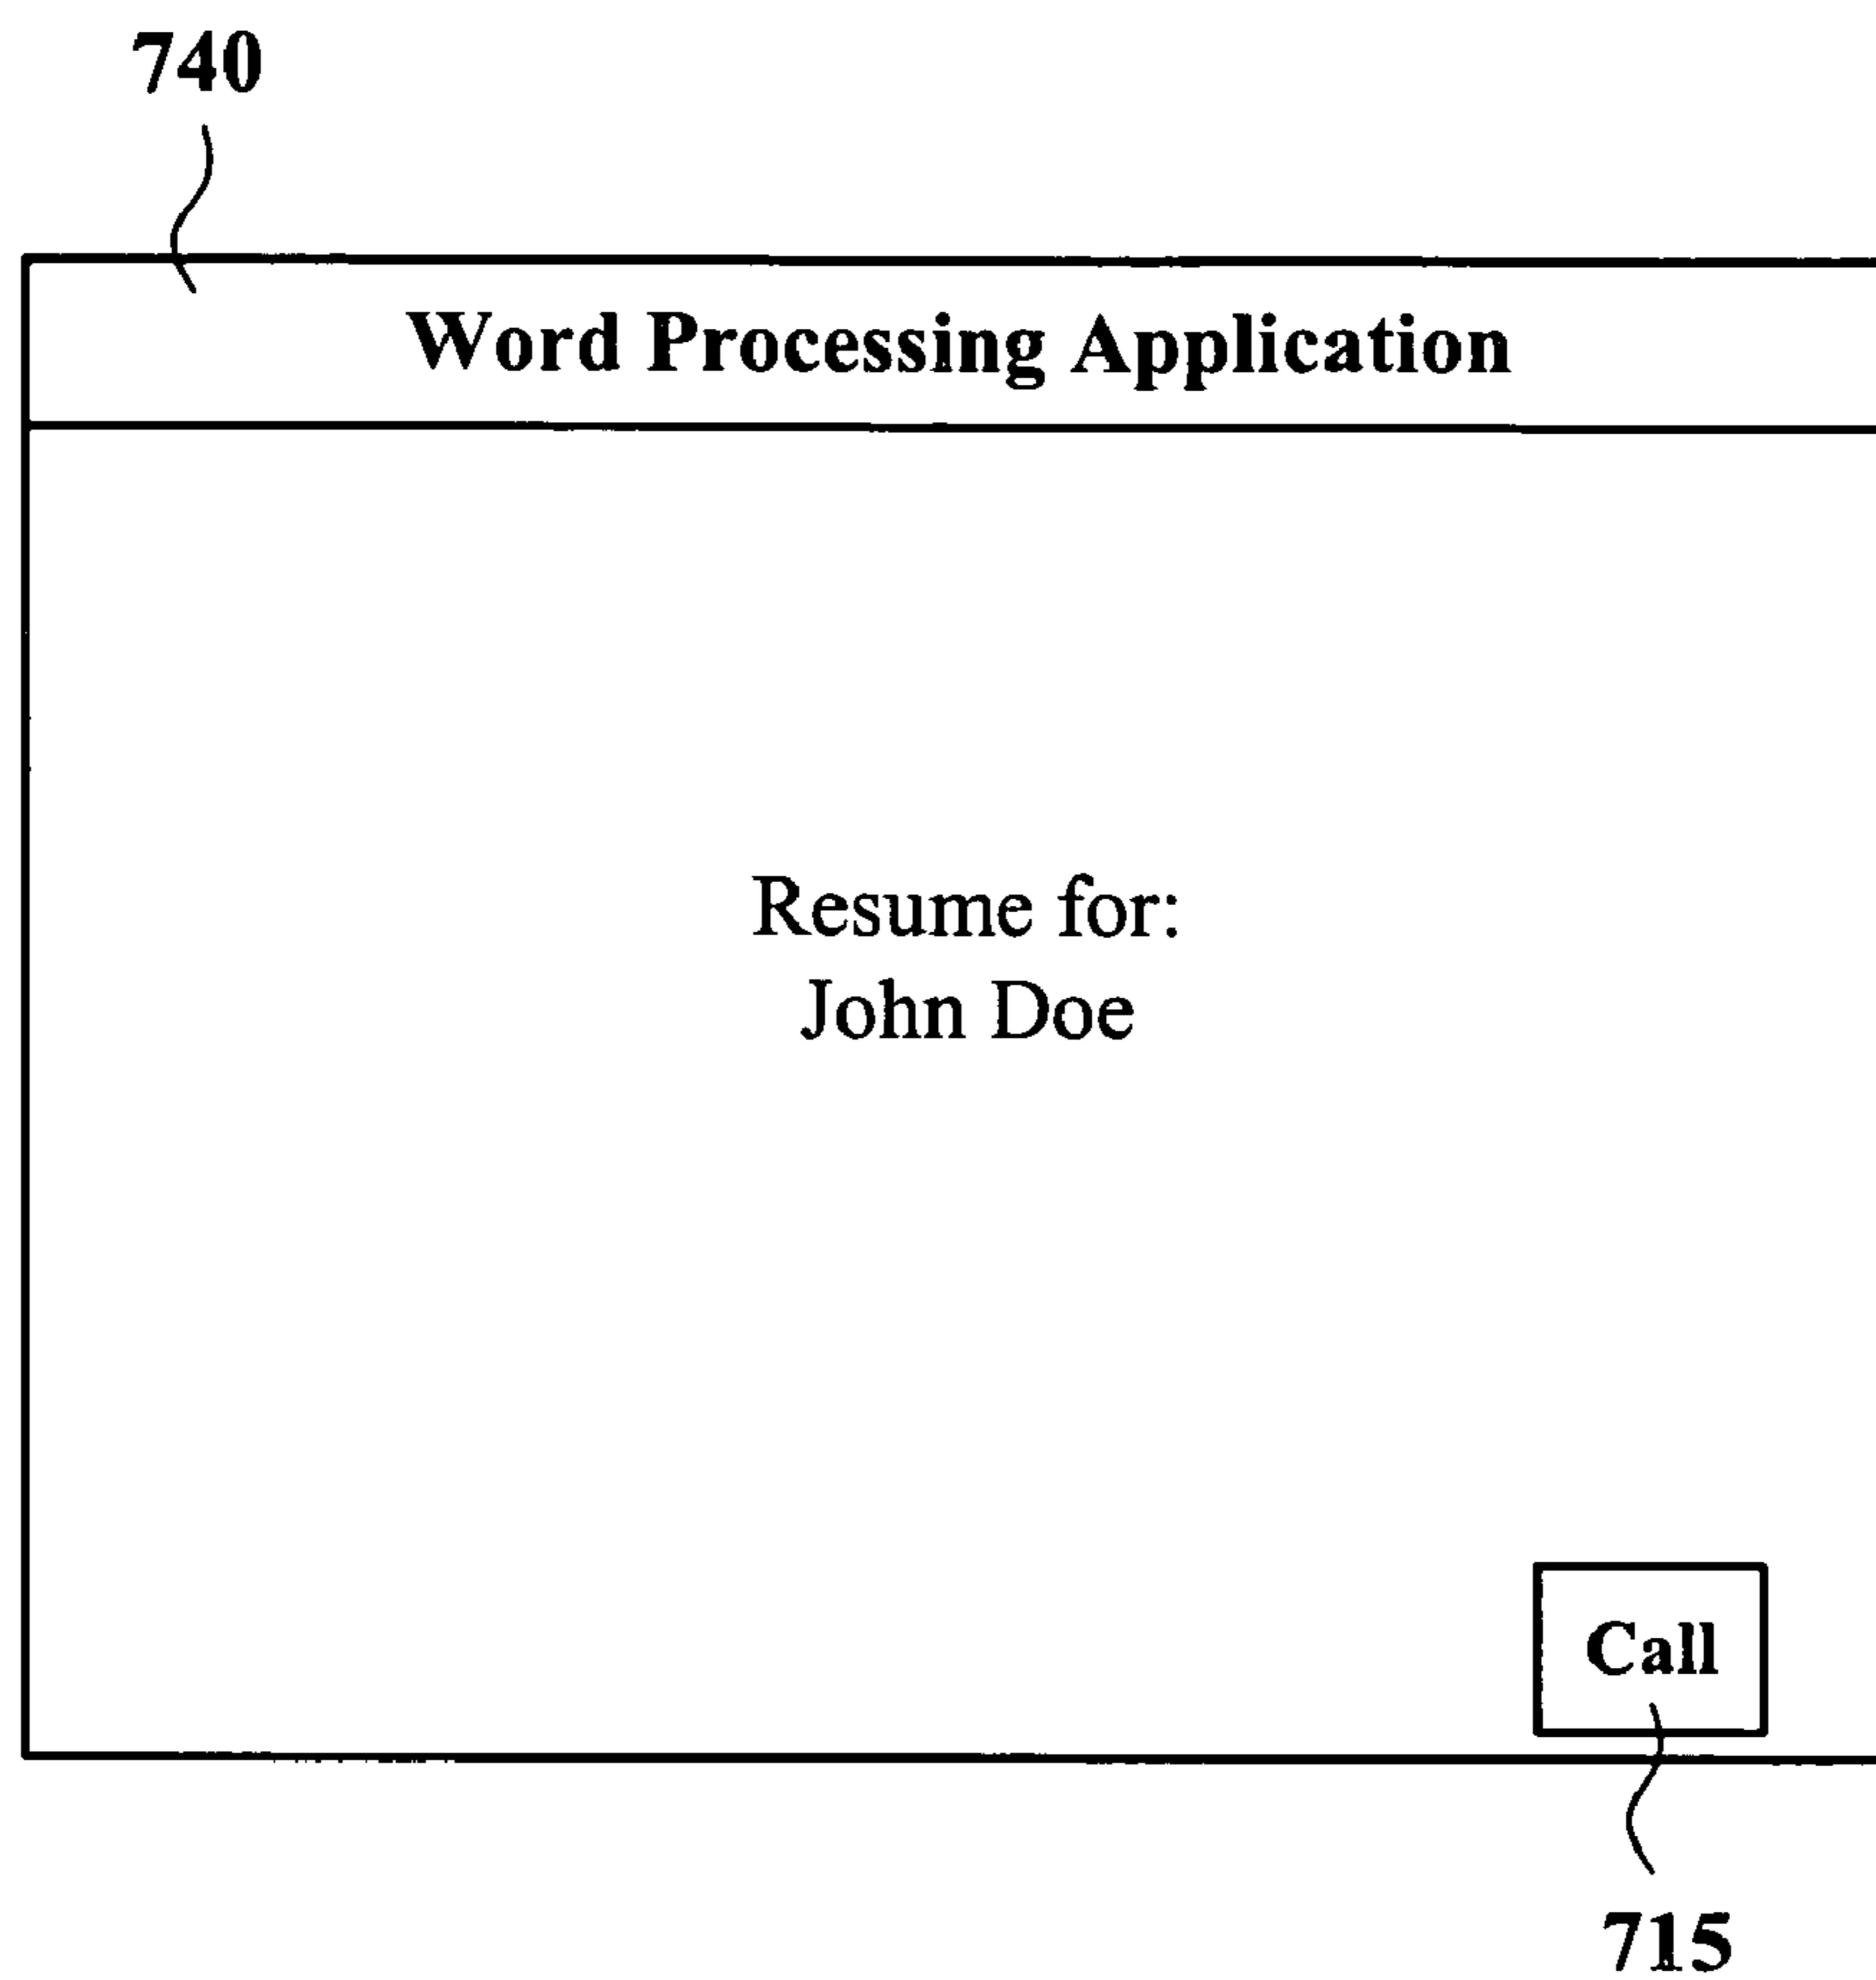 740
Word Processing Application
Resume for:
John Doe
Call
715